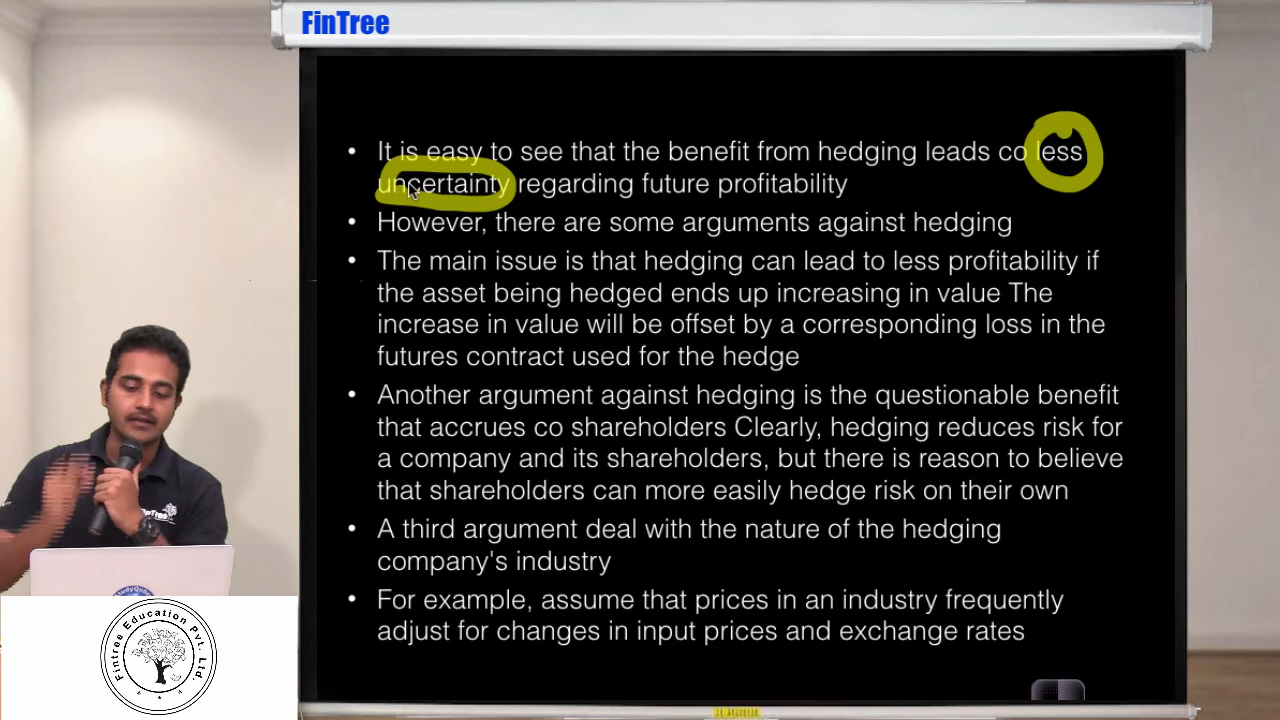 FinTree
• It is easy to see that the benefit from hedging leads co less
uncertainty regarding future profitability
• However, there are some arguments against hedging
• The main issue is that hedging can lead to less profitability if
the asset being hedged ends up increasing in value The
increase in value will be offset by a corresponding loss in the
futures contract used for the hedge
• Another argument against hedging is the questionable benefit
that accrues co shareholders Clearly, hedging reduces risk for
a company and its shareholders, but there is reason to believe
that shareholders can more easily hedge risk on their own
• A third argument deal with the nature of the hedging
company's industry
• For example, assume that prices in an industry frequently
adjust for changes in input prices and exchange rates
FinTree
Fintree Education Pvt. Ltd.